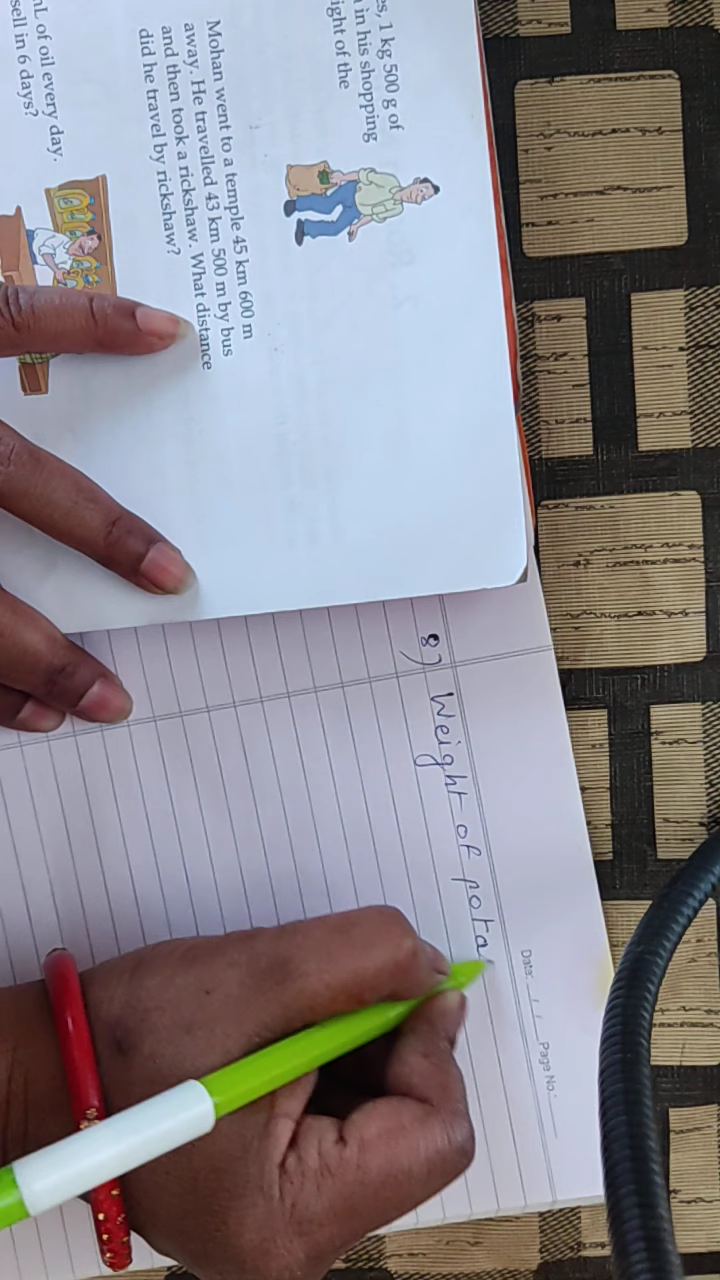 es, 1 kg 500 g of
in his shopping
ight of the
Mohan went to a temple 45 km 600 m
away. He travelled 43 km 500 m by bus
and then took a rickshaw. What distance
did he travel by rickshaw?
mL of oil every day.
sell in 6 days?
Date: / / Page No.:
8) Weight of pota